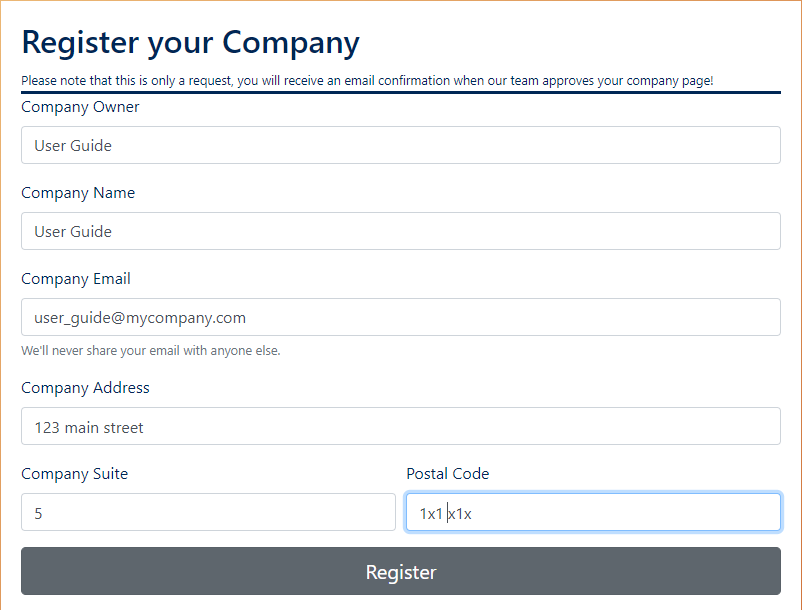 Register your Company
Please note that this is only a request, you will receive an email confirmation when our team approves your company page!
Company Owner
User Guide
Company Name
User Guide
Company Email
user_guide@mycompany.com
We'll never share your email with anyone else.
Company Address
123 main street
Company Suite
Postal Code
5
1x1 x1x
Register